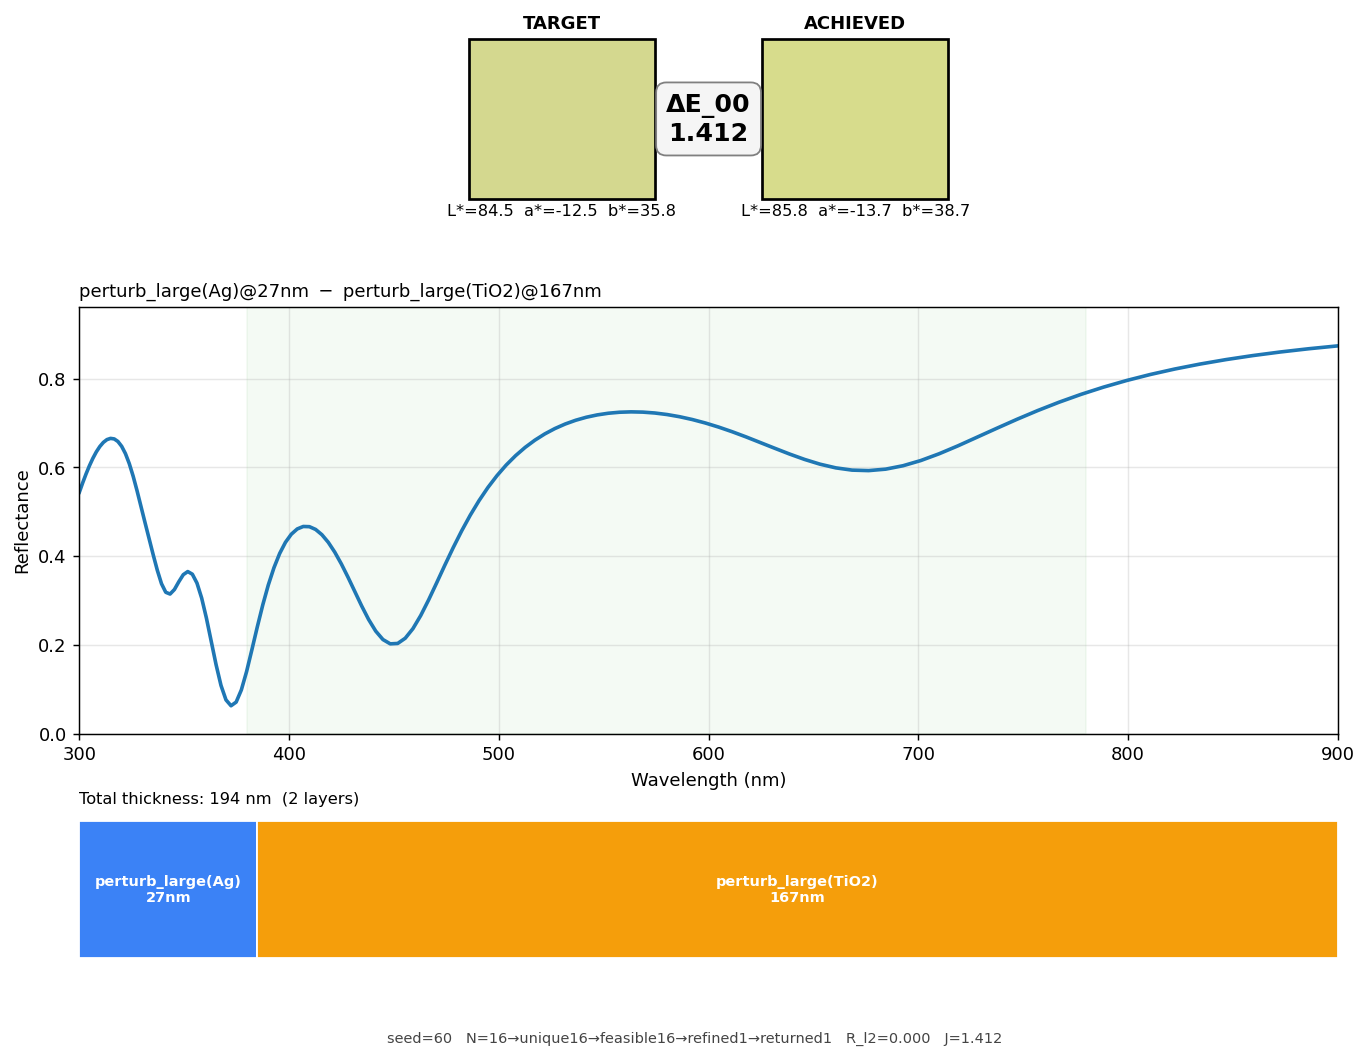 TARGET
ACHIEVED
ΔE_00
1.412
L*=84.5  a*=-12.5  b*=35.8
L*=85.8  a*=-13.7  b*=38.7
perturb_large(Ag)@27nm − perturb_large(TiO2)@167nm
Reflectance
0.8
0.6
0.4
0.2
0.0
300 400 500 600 700 800 900
Wavelength (nm)
Total thickness: 194 nm  (2 layers)
perturb_large(Ag)
27nm
perturb_large(TiO2)
167nm
seed=60   N=16→unique16→feasible16→refined1→returned1   R_l2=0.000   J=1.412